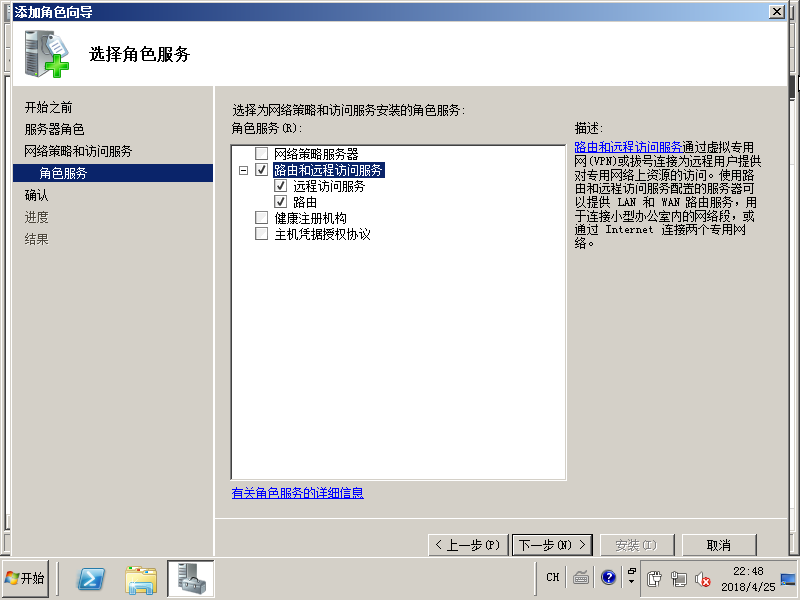 添加角色向导
选择角色服务
开始之前
服务器角色
网络策略和访问服务
角色服务
确认
进度
结果
选择为网络策略和访问服务安装的角色服务:
角色服务(R):
网络策略服务器
路由和远程访问服务
远程访问服务
路由
健康注册机构
主机凭据授权协议
有关角色服务的详细信息
描述:
路由和远程访问服务通过虚拟专用
网(VPN)或拔号连接为远程用户提供
对专用网络上资源的访问。使用路
由和远程访问服务配置的服务器可
以提供 LAN 和 WAN 路由服务，用
于连接小型办公室内的网络段，或
通过 Internet 连接两个专用网
络。
< 上一步(P)
下一步(N) >
安装(I)
取消
开始
CH
22:48
2018/4/25